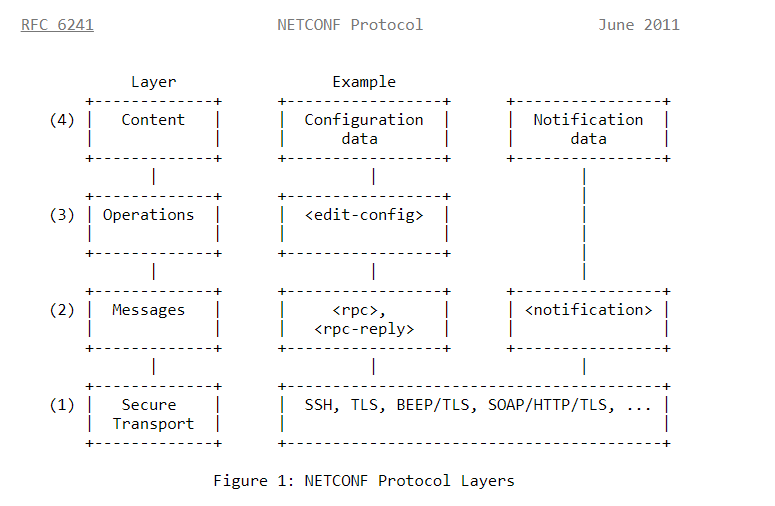 RFC 6241 NETCONF Protocol June 2011
Layer Example
(4) Content Configuration Notification
data data
(3) Operations <edit-config>
(2) Messages <rpc>, <notification>
<rpc-reply>
(1) Secure SSH, TLS, BEEP/TLS, SOAP/HTTP/TLS, ...
Transport
Figure 1: NETCONF Protocol Layers